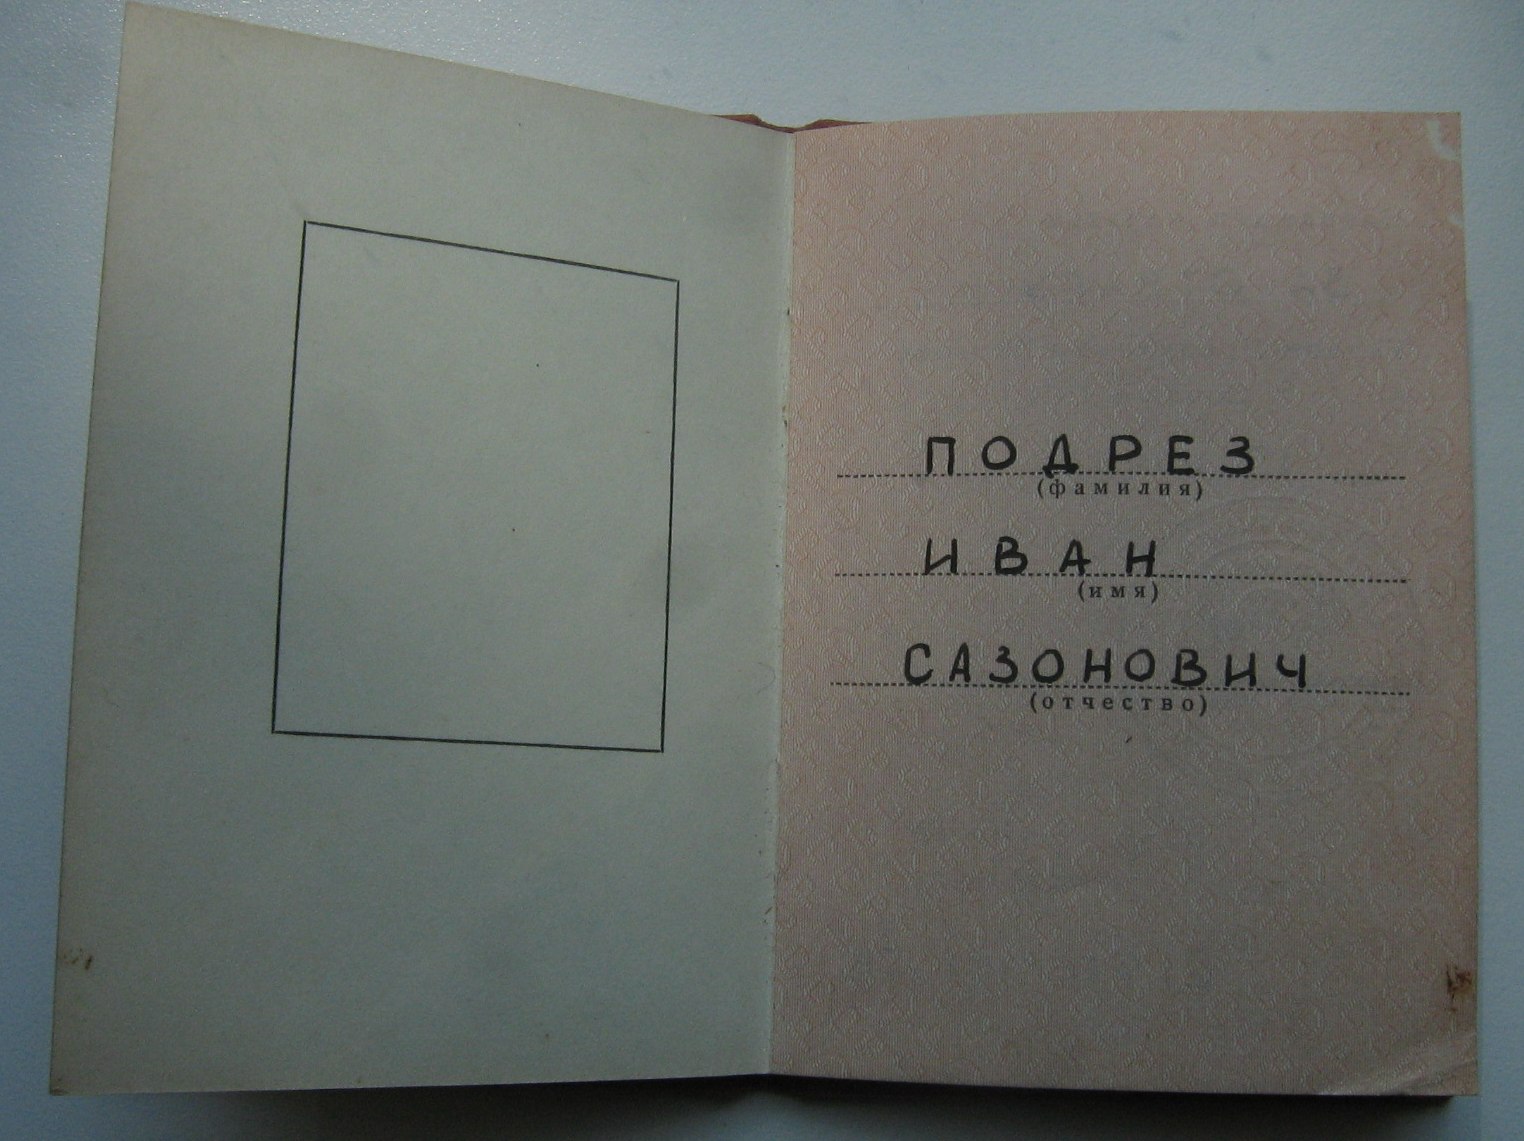 ПОДРЕЗ
(фамилия)
ИВАН
(имя)
САЗОНОВИЧ
(отчество)